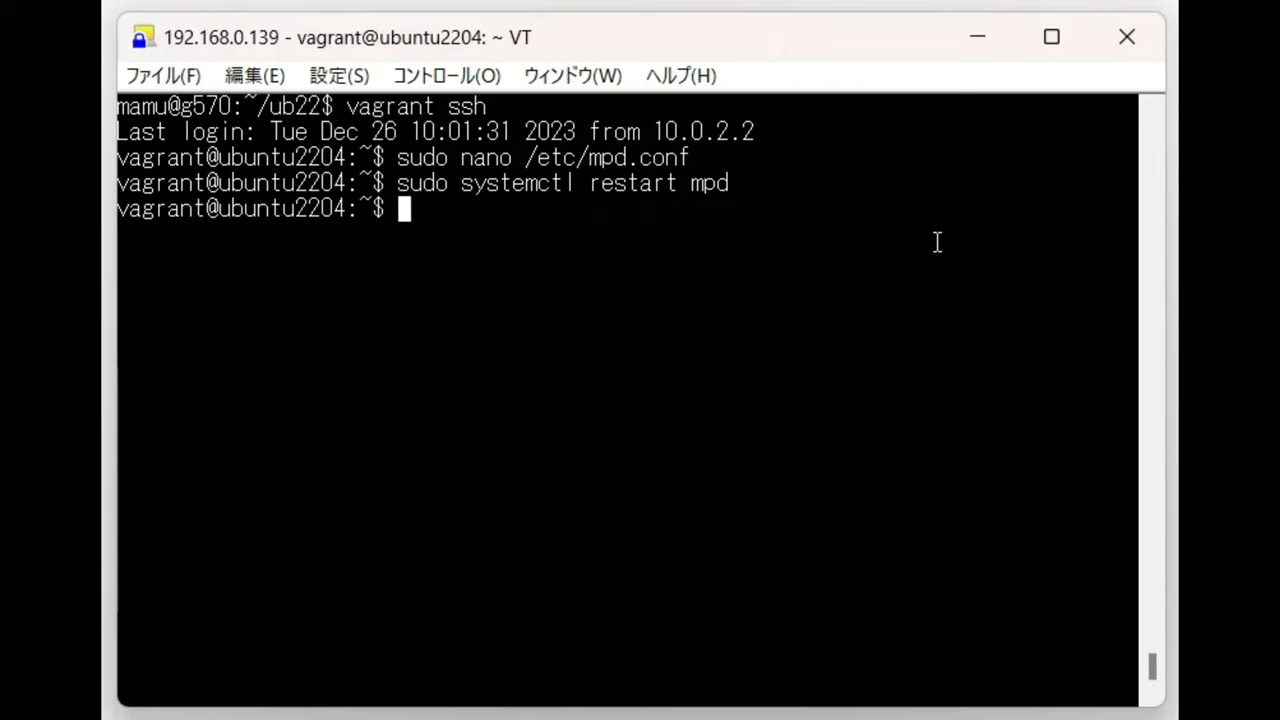 192.168.0.139 - vagrant@ubuntu2204: ~ VT
ファイル(F) 編集(E) 設定(S) コントロール(O) ウィンドウ(W) ヘルプ(H)
mamu@g570:~/ub22$ vagrant ssh
Last login: Tue Dec 26 10:01:31 2023 from 10.0.2.2
vagrant@ubuntu2204:~$ sudo nano /etc/mpd.conf
vagrant@ubuntu2204:~$ sudo systemctl restart mpd
vagrant@ubuntu2204:~$